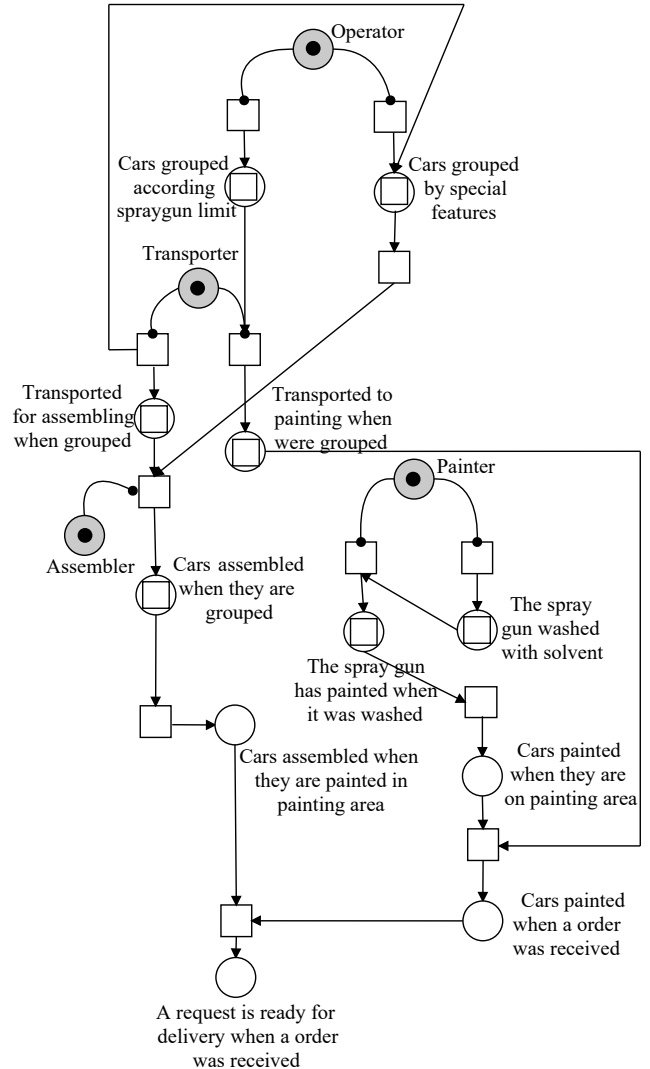 Operator
Cars grouped
according
spraygun limit
Cars grouped
by special
features
Transporter
Transported
for assembling
when grouped
Transported to
painting when
were grouped
Painter
Assembler
Cars assembled
when they are
grouped
The spray
gun washed
with solvent
The spray gun
has painted when
it was washed
Cars assembled when
they are painted in
painting area
Cars painted
when they are
on painting area
Cars painted
when a order
was received
A request is ready for
delivery when a order
was received